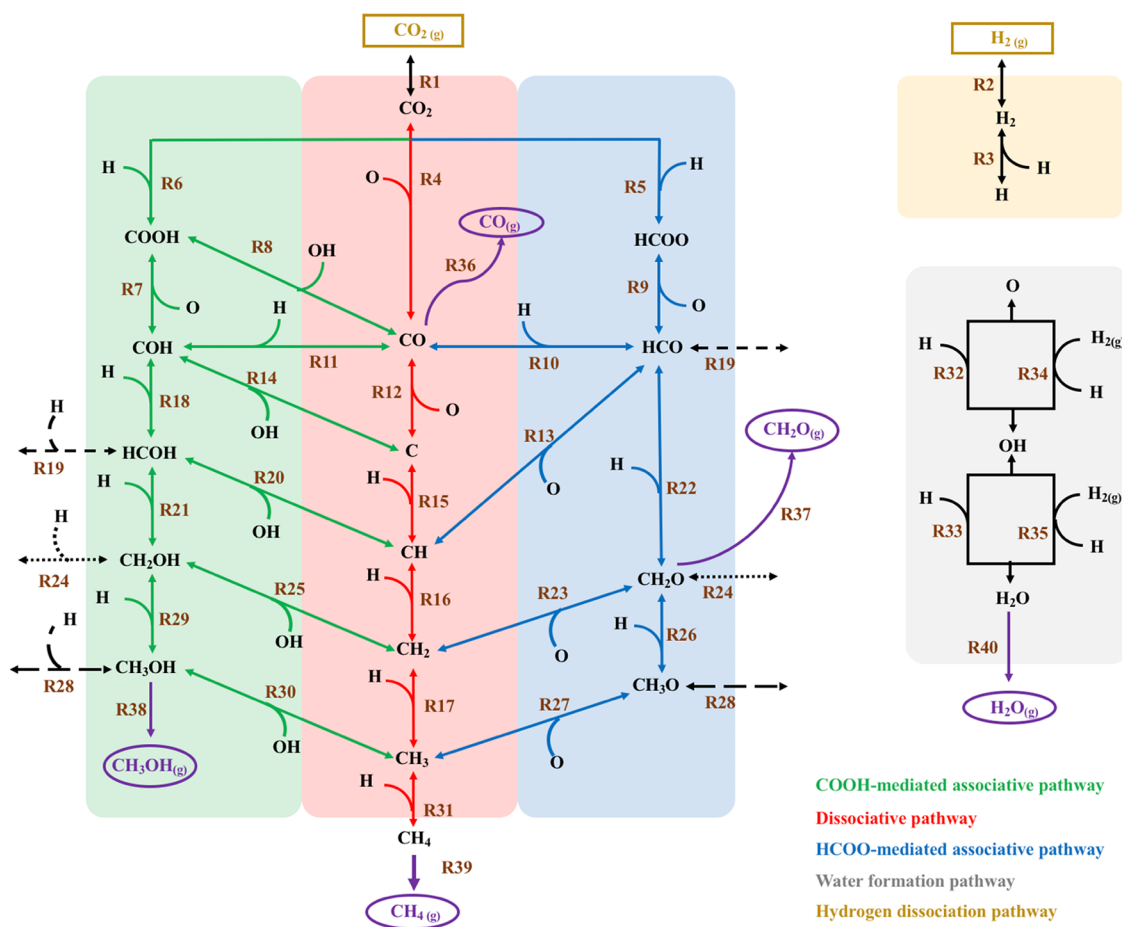 CO2 (g)
H2 (g)
R1
R2
CO2
H2
R3
H
H
H
R6
O
R4
H
R5
CO(g)
COOH
R8
OH
R36
HCOO
R7
O
H
H
R9
O
O
COH
R11
CO
R10
HCO
R19
H
R32
R34
H2(g)
H
H
R18
R14
OH
R12
O
CH2O(g)
H
R19
HCOH
C
R13
O
OH
H
R21
R20
OH
H
R15
H
R22
R37
H
R33
R35
H2(g)
H
H
R24
CH2OH
CH
CH2O
R24
H2O
H
R29
R25
OH
H
R16
R23
O
H
R26
H
R28
CH3OH
CH2
CH3O
R28
R40
R38
R30
OH
H
R17
R27
O
H2O(g)
CH3OH(g)
CH3
H
R31
CH4
R39
CH4 (g)
COOH-mediated associative pathway
Dissociative pathway
HCOO-mediated associative pathway
Water formation pathway
Hydrogen dissociation pathway